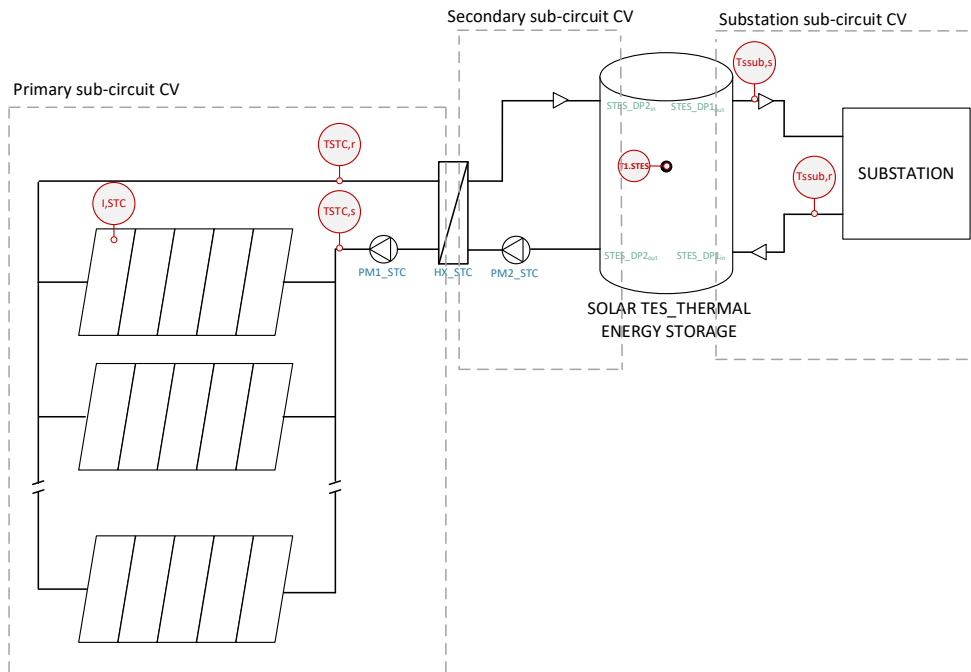 Secondary sub-circuit CV
Substation sub-circuit CV
Primary sub-circuit CV
Tssub,s
STES_DP2in
STES_DP1out
TSTC,r
T1.STES
Tssub,r
SUBSTATION
I,STC
TSTC,s
PM1_STC
HX_STC
PM2_STC
STES_DP2out
STES_DP1in
SOLAR TES_THERMAL
ENERGY STORAGE